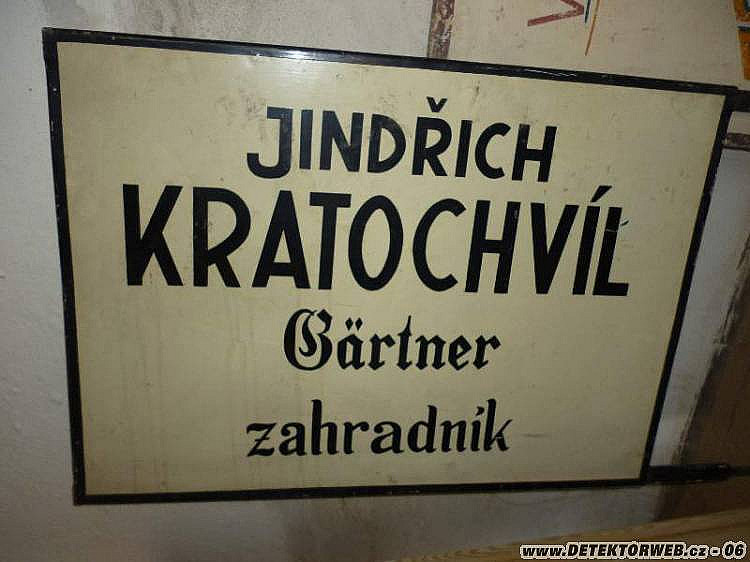 JINDŘICH
KRATOCHVÍL
Gärtner
zahradník
www.DETEKTORWEB.cz - 06